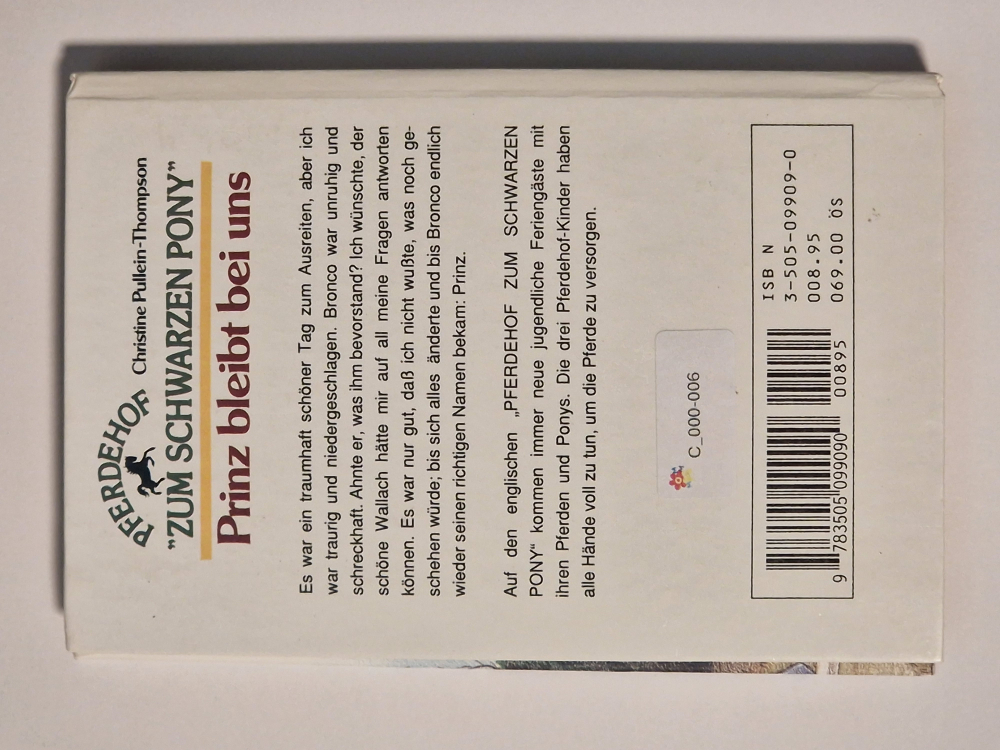 PFERDEHOF
Christine Pullein-Thompson
"ZUM SCHWARZEN PONY"
Prinz bleibt bei uns
Es war ein traumhaft schöner Tag zum Ausreiten, aber ich
war traurig und niedergeschlagen. Bronco war unruhig und
schreckhaft. Ahnte er, was ihm bevorstand? Ich wünschte, der
schöne Wallach hätte mir auf all meine Fragen antworten
können. Es war nur gut, daß ich nicht wußte, was noch ge-
schehen würde; bis sich alles änderte und bis Bronco endlich
wieder seinen richtigen Namen bekam: Prinz.
Auf den englischen „PFERDEHOF ZUM SCHWARZEN
PONY“ kommen immer neue jugendliche Feriengäste mit
ihren Pferden und Ponys. Die drei Pferdehof-Kinder haben
alle Hände voll zu tun, um die Pferde zu versorgen.
C_000-006
ISB N
3-505-09909-0
008.95
069.00 ÖS
9 783505 099090
00895